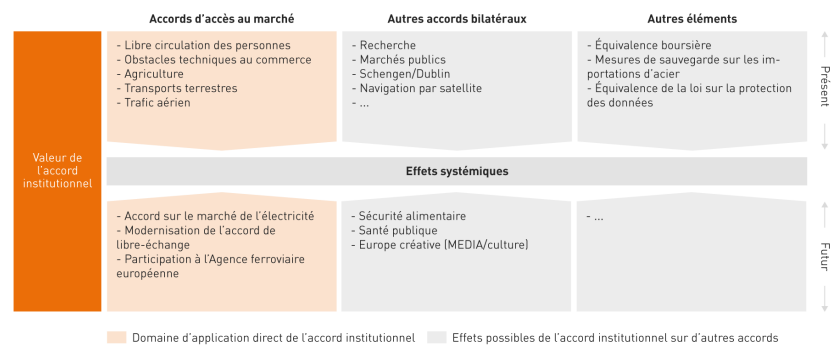 Accords d’accès au marché
Autres accords bilatéraux
Autres éléments
Valeur de
l’accord
institutionnel
- Libre circulation des personnes
- Obstacles techniques au commerce
- Agriculture
- Transports terrestres
- Trafic aérien
- Recherche
- Marchés publics
- Schengen/Dublin
- Navigation par satellite
- ...
- Équivalence boursière
- Mesures de sauvegarde sur les im-
portations d’acier
- Équivalence de la loi sur la protection
des données
Présent
Effets systémiques
- Accord sur le marché de l’électricité
- Modernisation de l’accord de
libre-échange
- Participation à l’Agence ferroviaire
européenne
- Sécurité alimentaire
- Santé publique
- Europe créative (MEDIA/culture)
- ...
Futur
Domaine d’application direct de l’accord institutionnel
Effets possibles de l’accord institutionnel sur d’autres accords